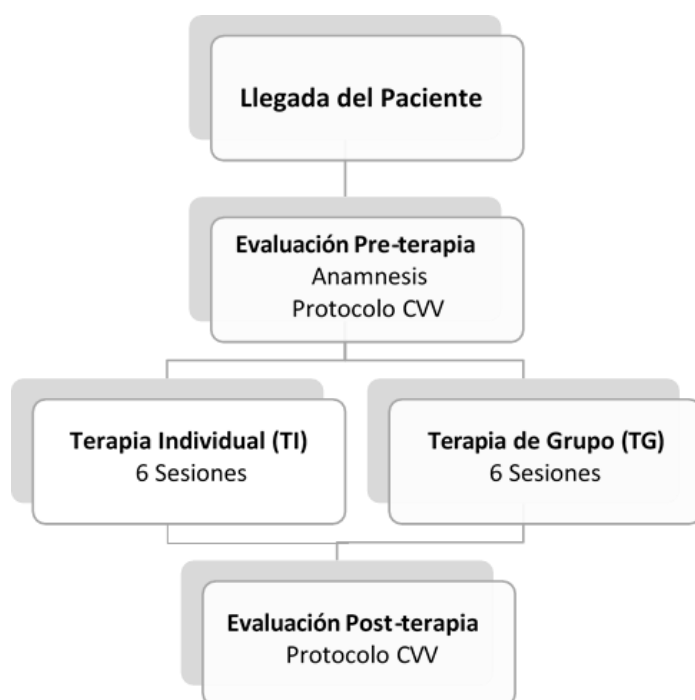 Llegada del Paciente
Evaluación Pre-terapia
Anamnesis
Protocolo CVV
Terapia Individual (TI)
6 Sesiones
Terapia de Grupo (TG)
6 Sesiones
Evaluación Post-terapia
Protocolo CVV